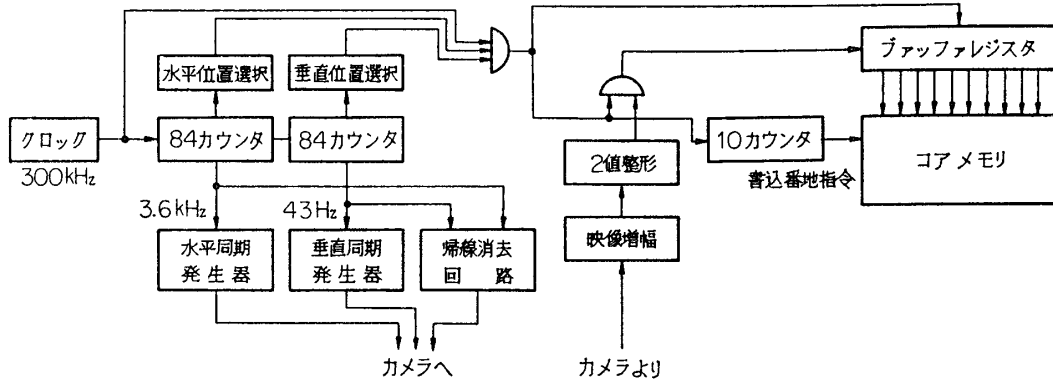 バッファレジスタ
水平位置選択
垂直位置選択
クロック
300kHz
84カウンタ
84カウンタ
10カウンタ
コアメモリ
書込番地指令
2値整形
3.6kHz
43Hz
水平同期
発生器
垂直同期
発生器
帰線消去
回路
映像増幅
カメラへ
カメラより